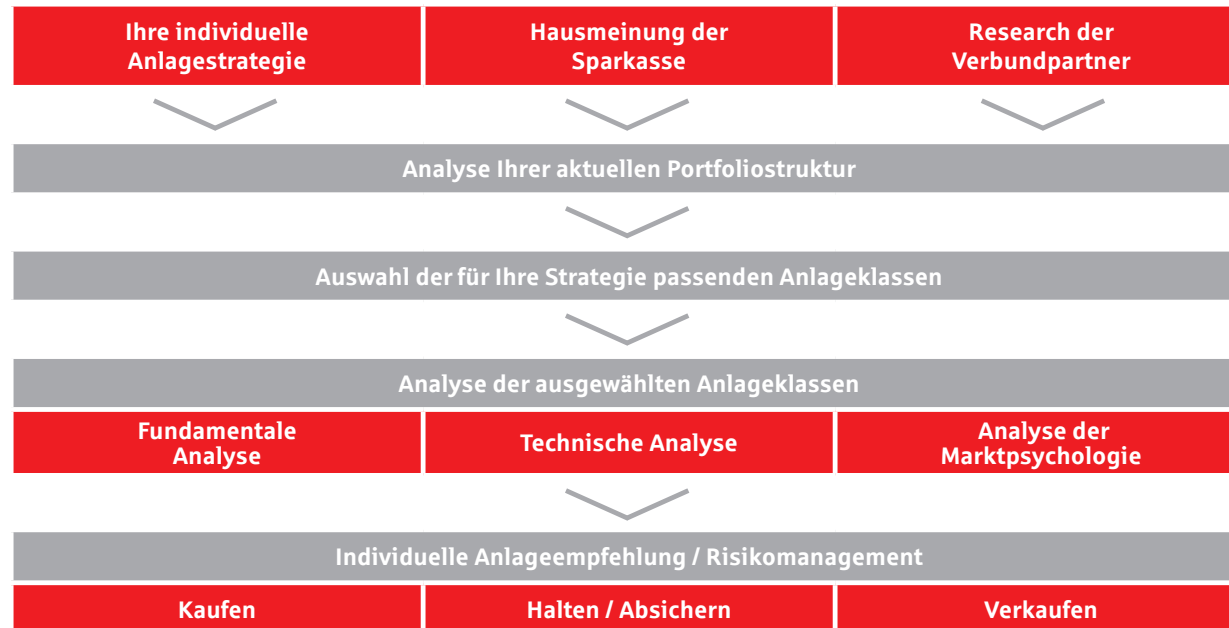 Ihre individuelle
Anlagestrategie
Hausmeinung der
Sparkasse
Research der
Verbundpartner
Analyse Ihrer aktuellen Portfoliostruktur
Auswahl der für Ihre Strategie passenden Anlageklassen
Analyse der ausgewählten Anlageklassen
Fundamentale
Analyse
Technische Analyse
Analyse der
Marktpsychologie
Individuelle Anlageempfehlung / Risikomanagement
Kaufen
Halten / Absichern
Verkaufen